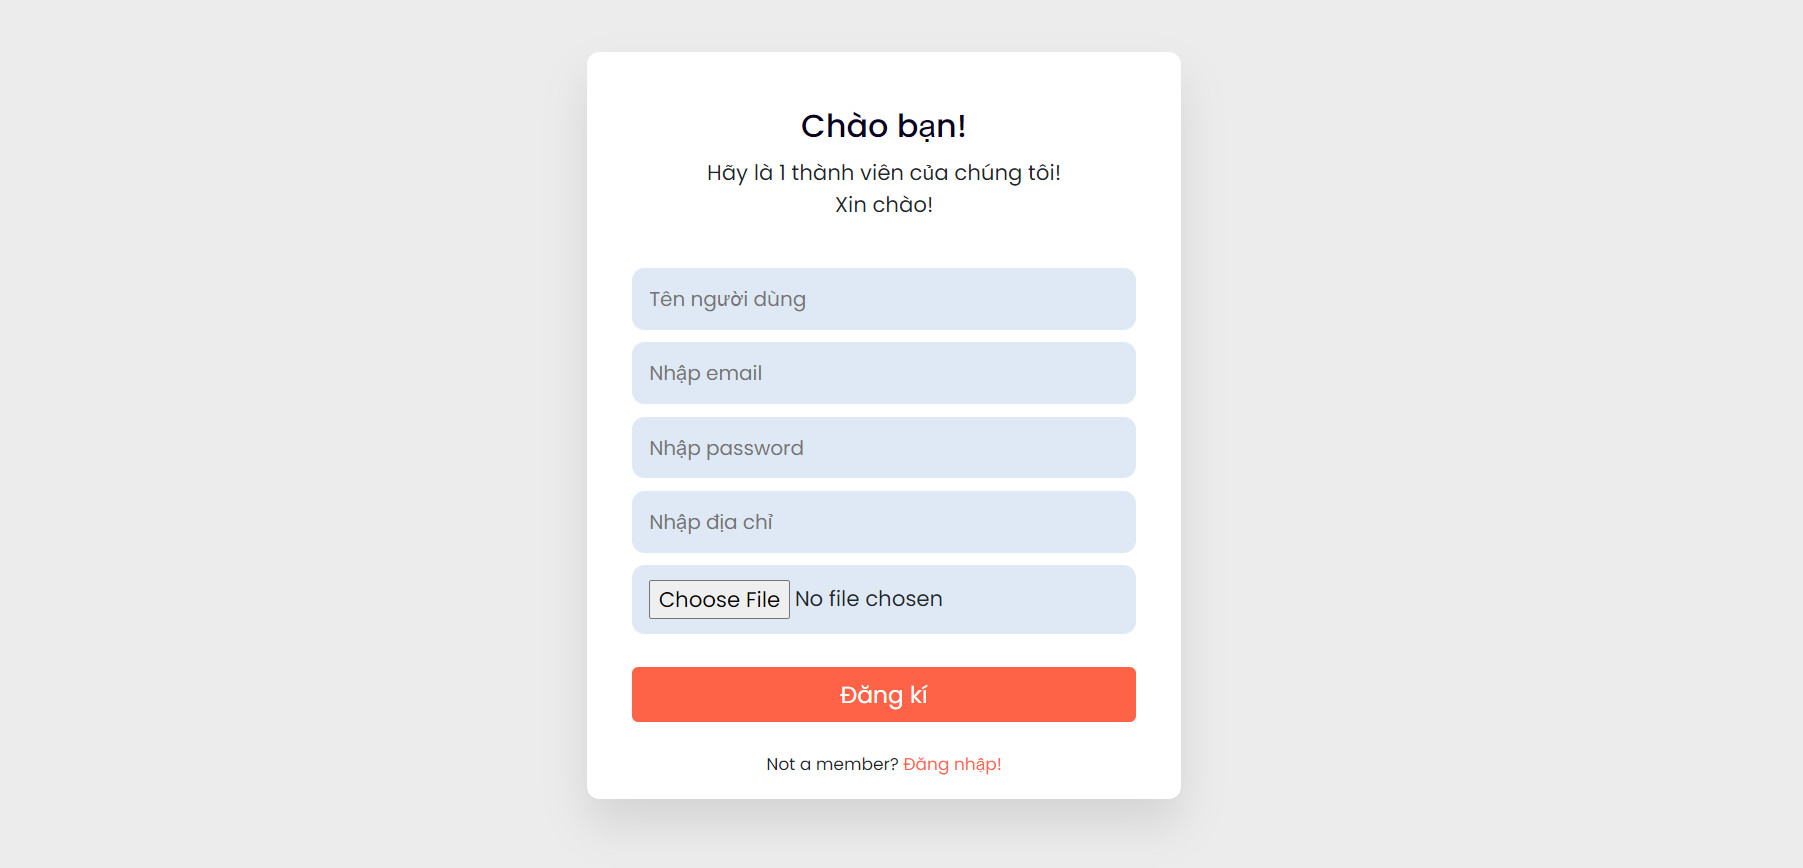 Chào bạn!
Hãy là 1 thành viên của chúng tôi!
Xin chào!
Tên người dùng
Nhập email
Nhập password
Nhập địa chỉ
Choose File No file chosen
Đăng kí
Not a member? Đăng nhập!